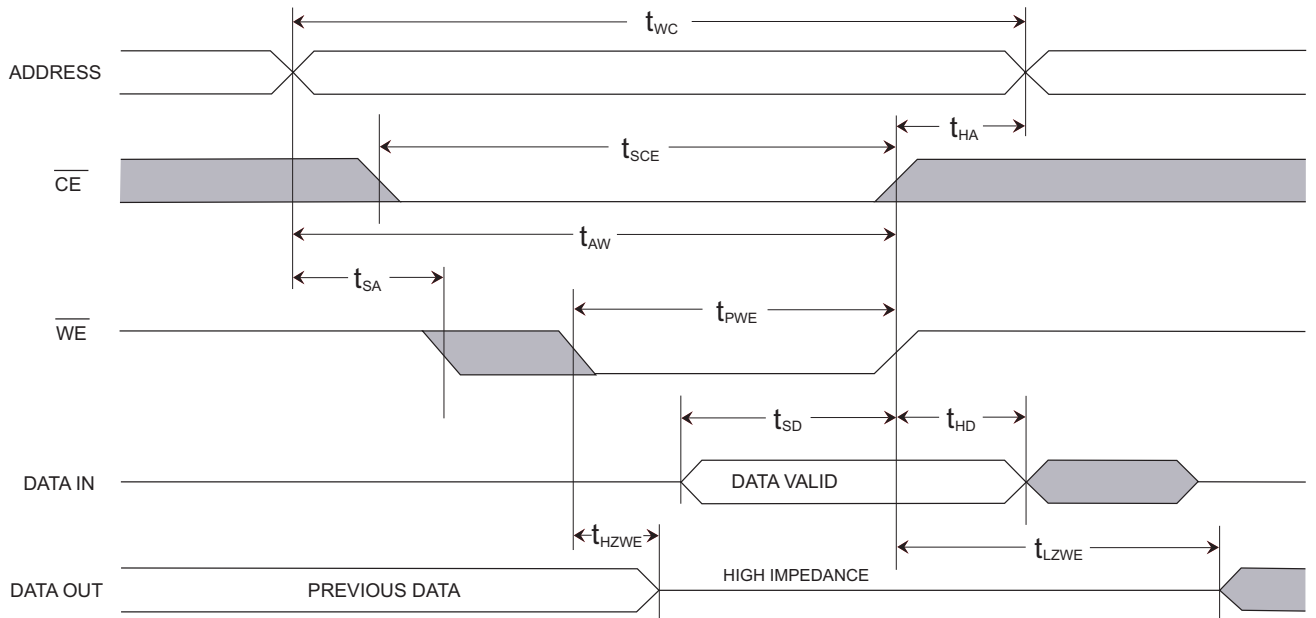 tWC
ADDRESS
tHA
tSCE
CE
tAW
tSA
tPWE
WE
tSD
tHD
DATA IN
DATA VALID
tHZWE
tLZWE
DATA OUT
PREVIOUS DATA
HIGH IMPEDANCE